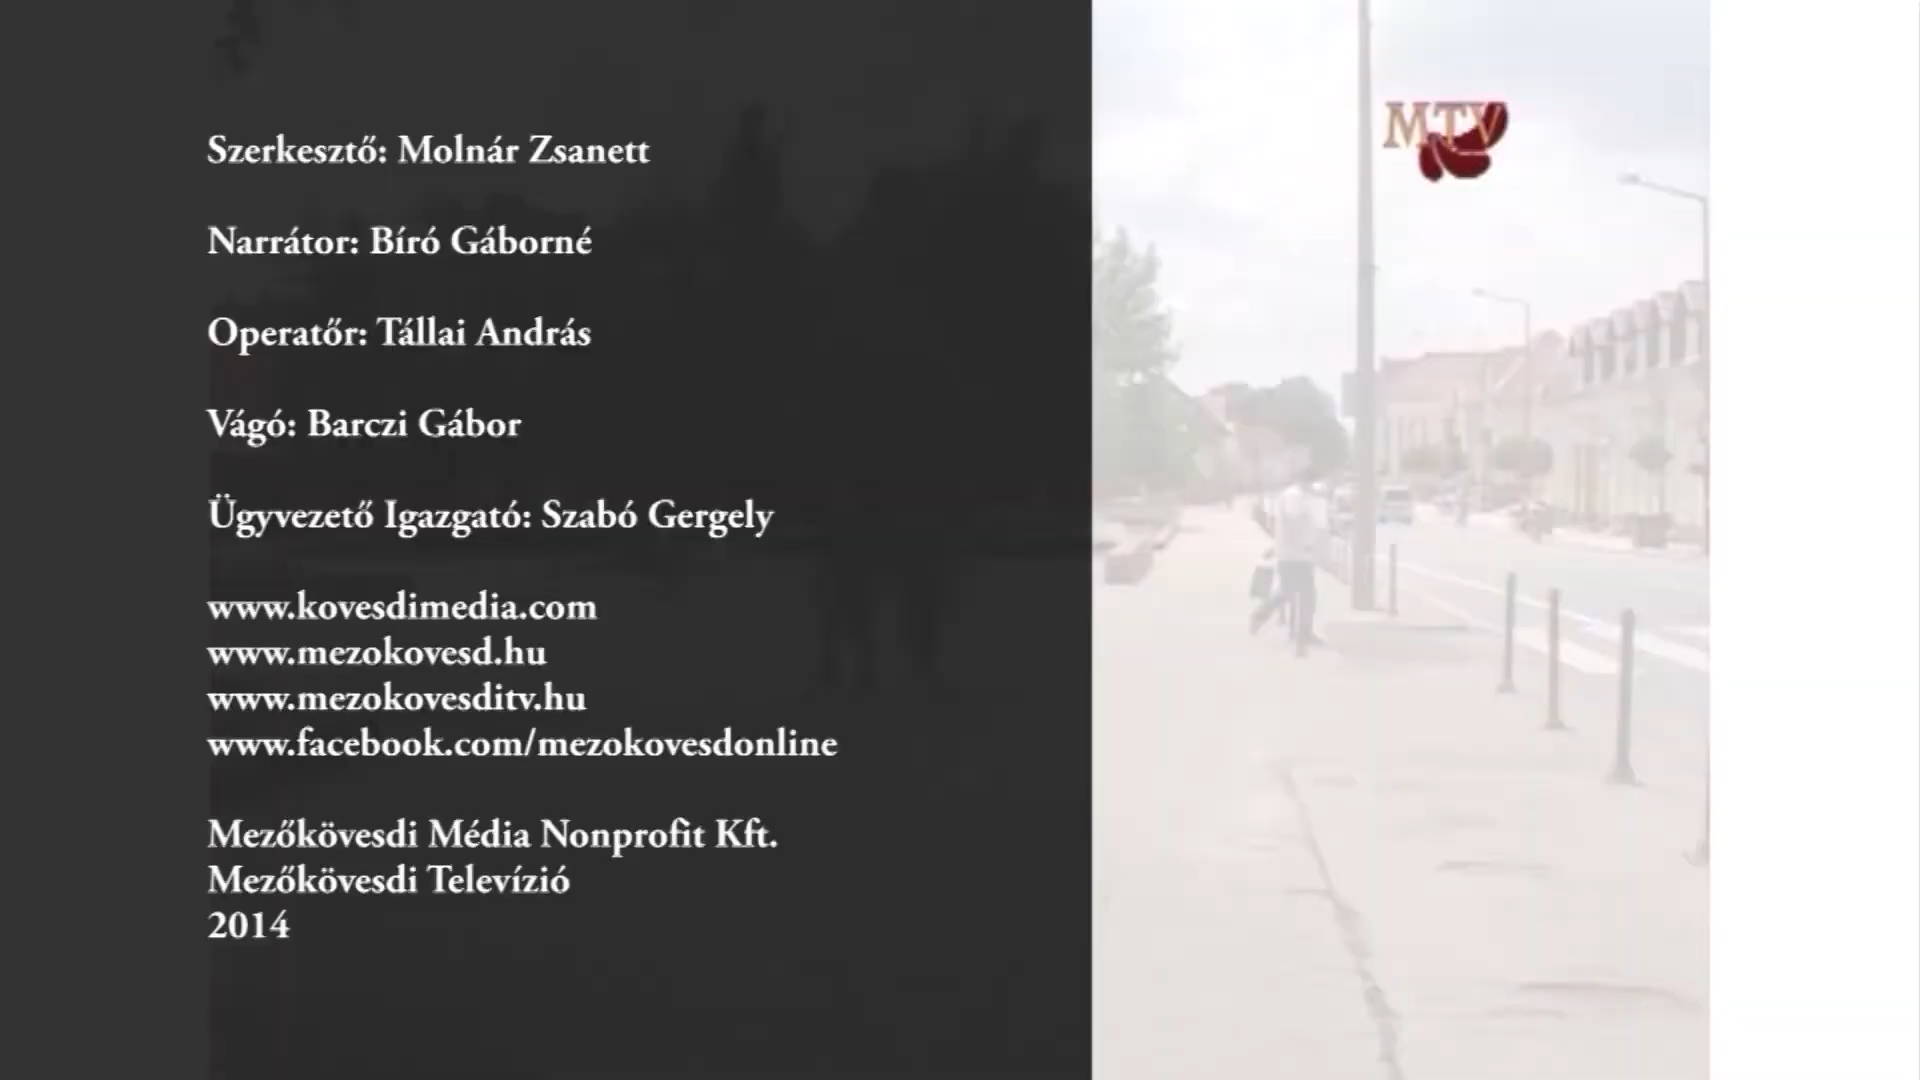 Szerkesztő: Molnár Zsanett
Narrátor: Bíró Gáborné
Operatőr: Tállai András
Vágó: Barczi Gábor
Ügyvezető Igazgató: Szabó Gergely
www.kovesdimedia.com
www.mezokovesd.hu
www.mezokovesditv.hu
www.facebook.com/mezokovesdonline
Mezőkövesdi Média Nonprofit Kft.
Mezőkövesdi Televízió
2014
MTV